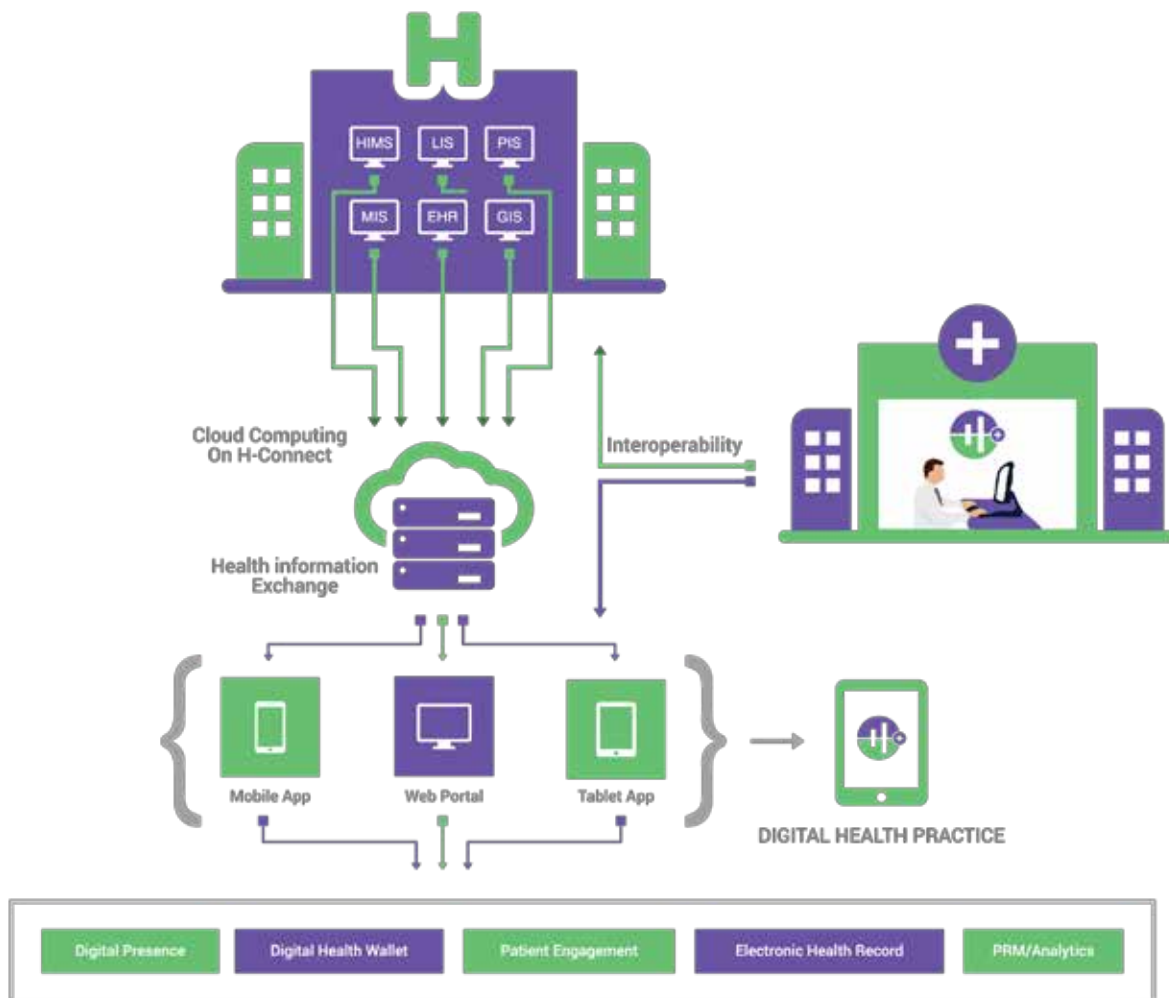 H
HIMS
LIS
PIS
MIS
EHR
GIS
Cloud Computing
On H-Connect
Interoperability
Health information
Exchange
Mobile App
Web Portal
Tablet App
DIGITAL HEALTH PRACTICE
Digital Presence
Digital Health Wallet
Patient Engagement
Electronic Health Record
PRM/Analytics